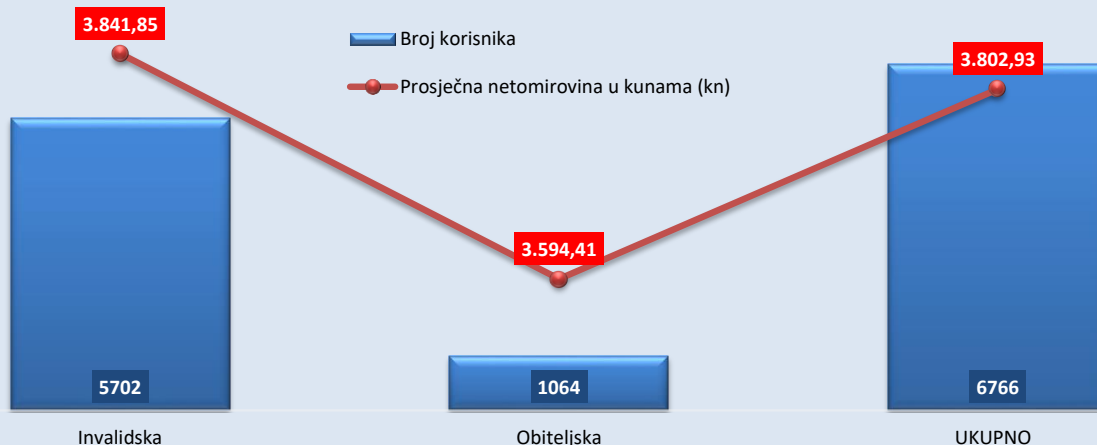 3.841,85
Broj korisnika
Prosječna netomirovina u kunama (kn)
3.802,93
3.594,41
5702
1064
6766
Invalidska
Obiteljska
UKUPNO